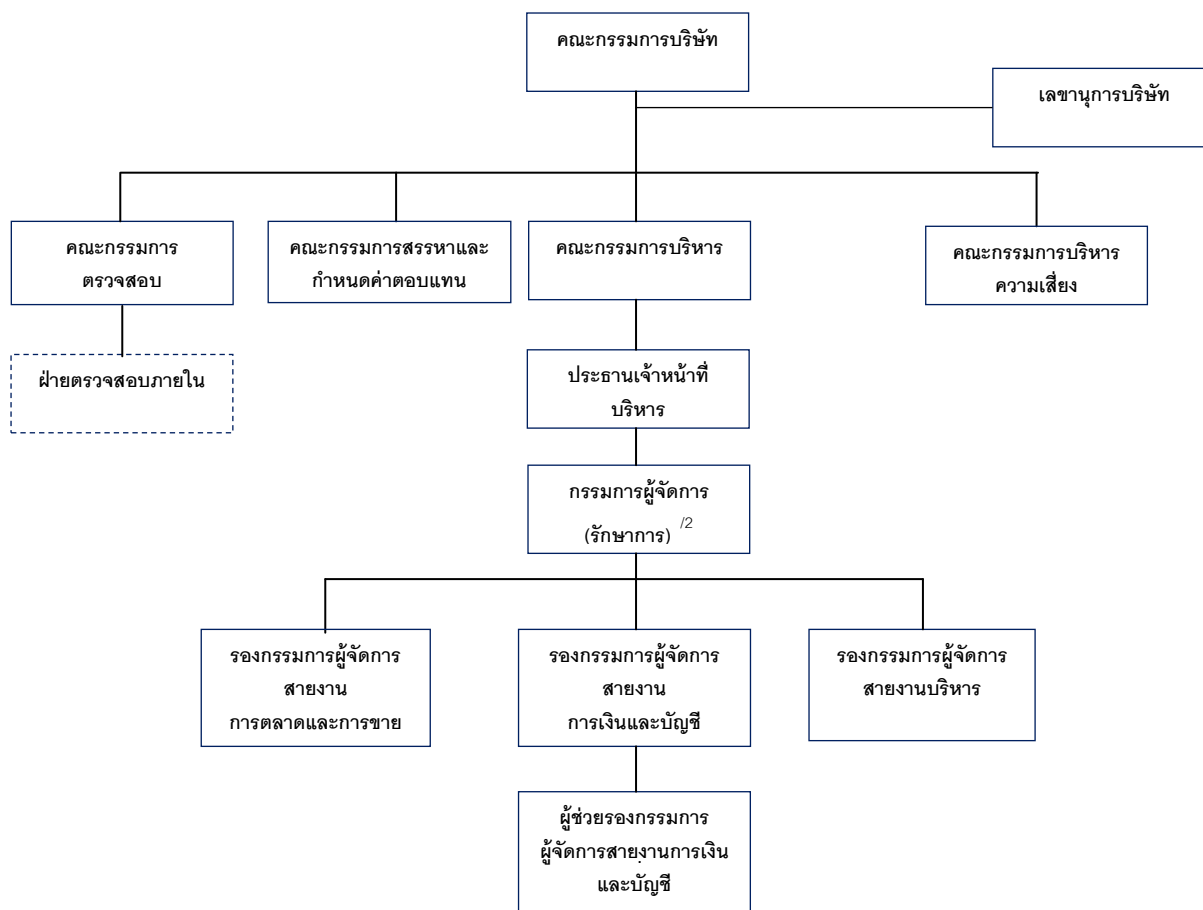 คณะกรรมการบริษัท
เลขานุการบริษัท
คณะกรรมการ
ตรวจสอบ
คณะกรรมการสรรหาและ
กำหนดค่าตอบแทน
คณะกรรมการบริหาร
คณะกรรมการบริหาร
ความเสี่ยง
ฝ่ายตรวจสอบภายใน
ประธานเจ้าหน้าที่
บริหาร
กรรมการผู้จัดการ
(รักษาการ) /2
รองกรรมการผู้จัดการ
สายงาน
การตลาดและการขาย
รองกรรมการผู้จัดการ
สายงาน
การเงินและบัญชี
รองกรรมการผู้จัดการ
สายงานบริหาร
ผู้ช่วยรองกรรมการ
ผู้จัดการสายงานการเงิน
และบัญชี